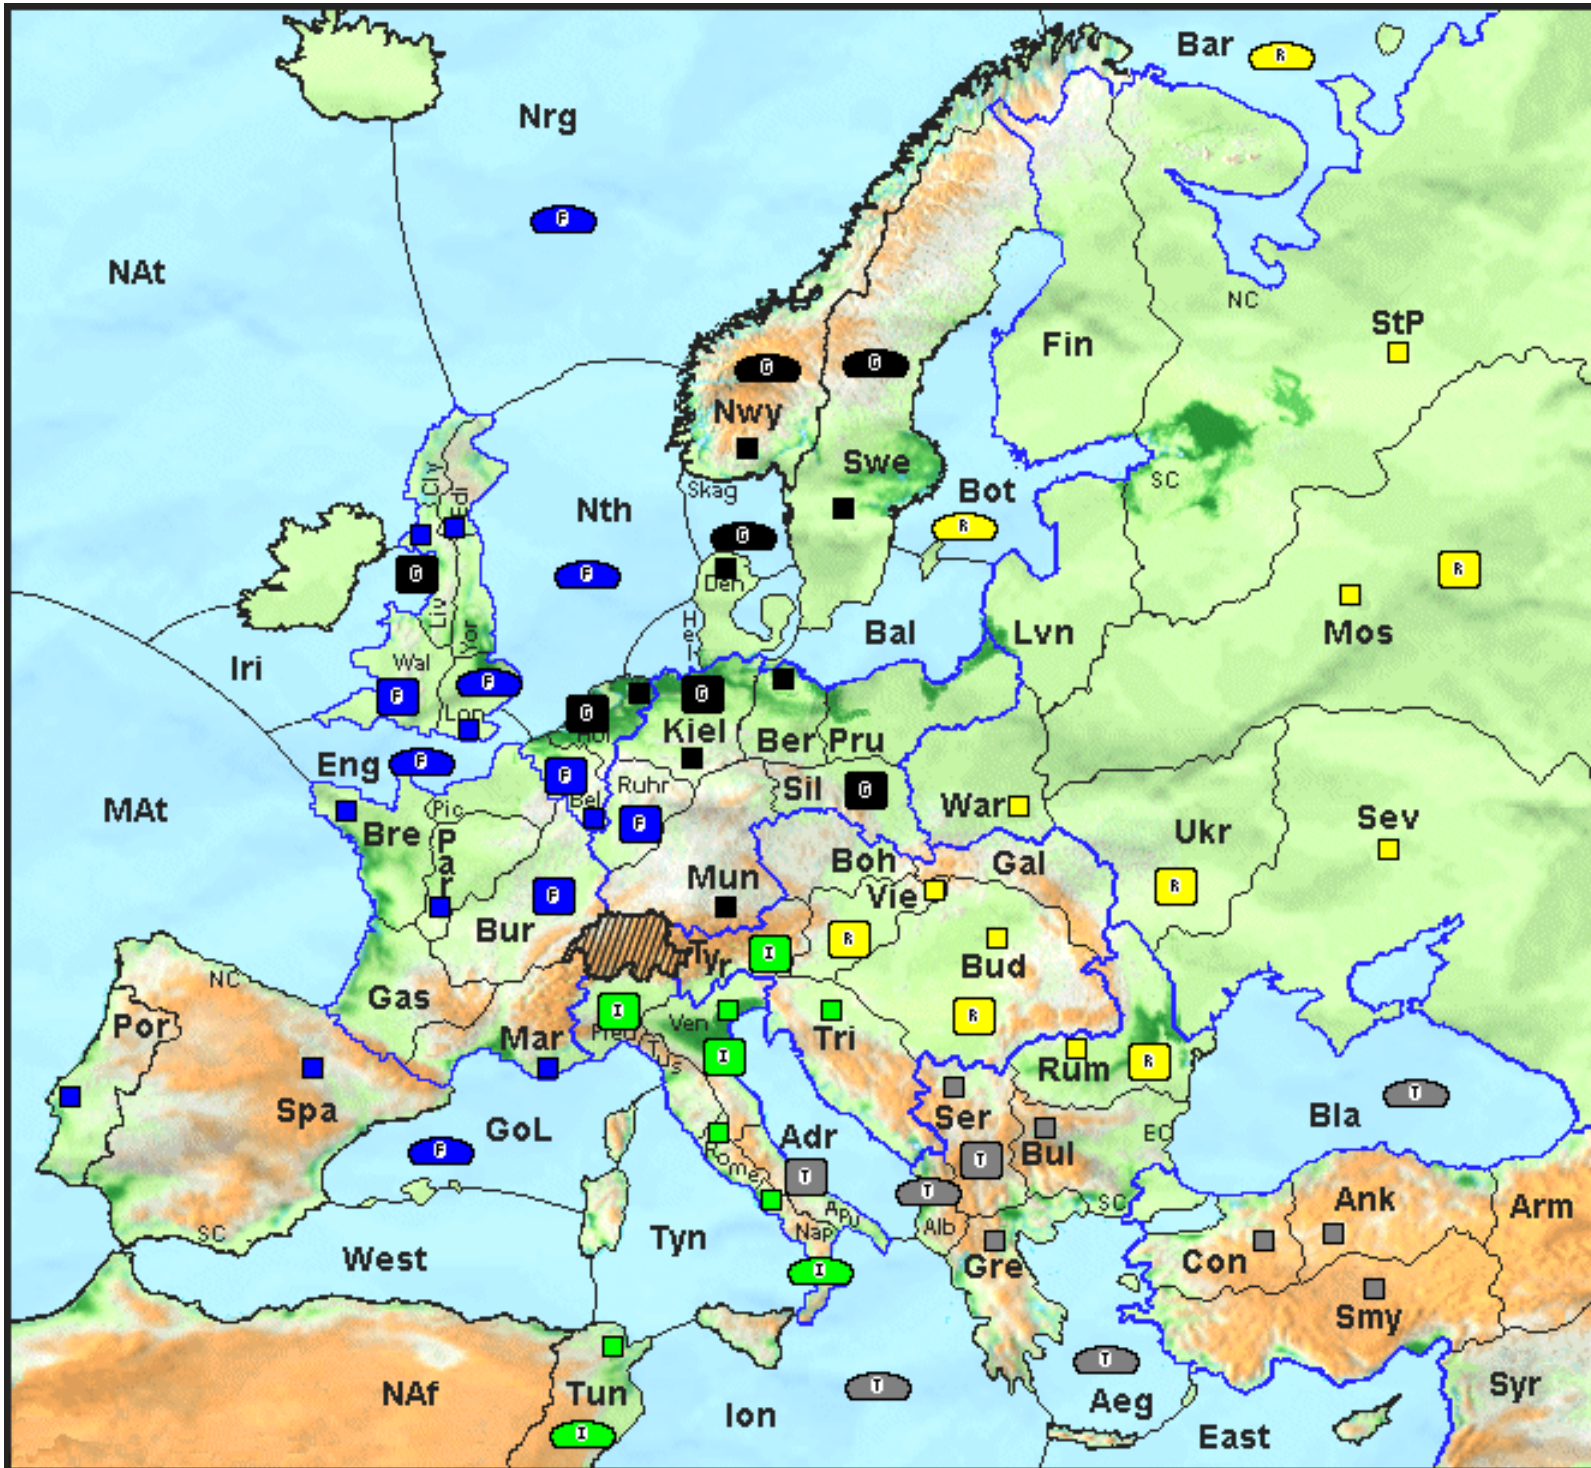 Bar
R
Nrg
F
NAt
NC
StP
Fin
G
G
Nwy
Swe
Cly
Edi
SC
Skag
Bot
Nth
G
R
F
G
Den
R
Liv
Yor
Hel
Bal
Lvn
Mos
Iri
Wal
F
F
G
G
Lon
Hol
Kiel
Ber
Pru
Eng
F
F
Ruhr
Sil
G
MAt
Pic
Bel
War
Bre
Par
F
Ukr
Sev
Boh
Gal
Mun
Vie
R
F
Bur
Tyr
I
R
Bud
NC
Gas
Por
I
Pied
Ven
R
Mar
Tus
I
Tri
Rum
R
Spa
GoL
Ser
T
Bla
F
Adr
Bul
EC
Rome
T
T
T
Apu
Ank
Arm
SC
Tyn
Nap
Alb
SC
West
Gre
Con
I
Smy
T
NAf
Tun
T
Aeg
Syr
Ion
I
East